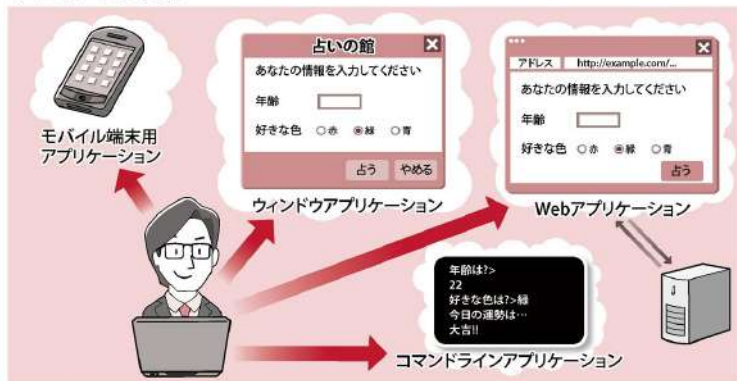 占いの館
あなたの情報を入力してください
年齢
好きな色 ○赤 ◉緑 ○青
占う やめる
ウィンドウアプリケーション
アドレス http://example.com/...
あなたの情報を入力してください
年齢
好きな色 ○赤 ◉緑 ○青
占う
Webアプリケーション
モバイル端末用
アプリケーション
年齢は?>
22
好きな色は?>緑
今日の運勢は…
大吉!!
コマンドラインアプリケーション